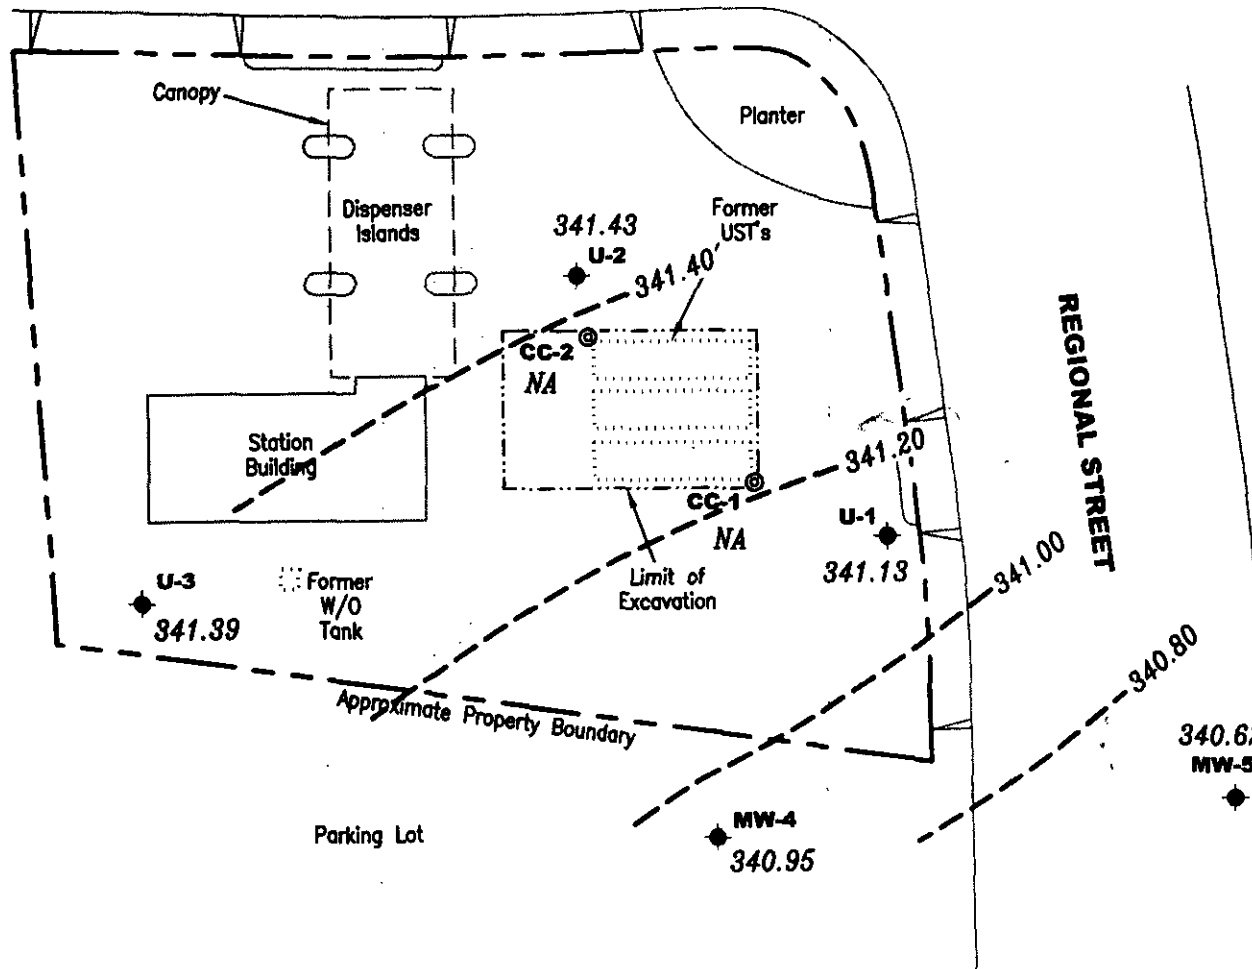 Canopy
Planter
Dispenser
Islands
Former
UST's
341.43
U-2
341.40'
CC-2
NA
Station
Building
341.20
CC-1
NA
U-1
341.13
REGIONAL STREET
341.00
Limit of
Excavation
U-3
341.39
Former
W/O
Tank
340.80
Approximate Property Boundary
MW-5
Parking Lot
MW-4
340.95